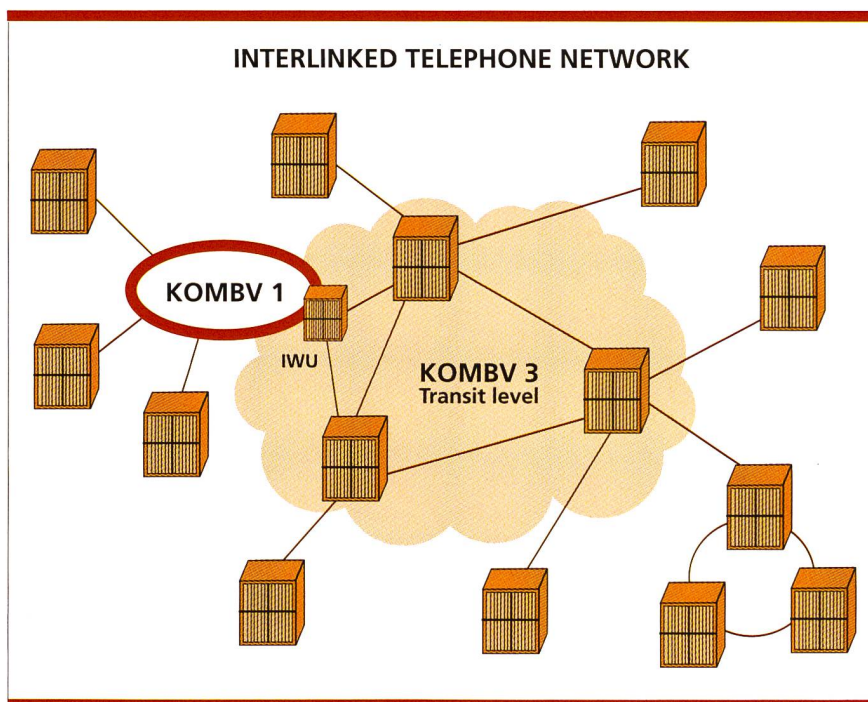 INTERLINKED TELEPHONE NETWORK
KOMBV 1
IWU
KOMBV 3
Transit level